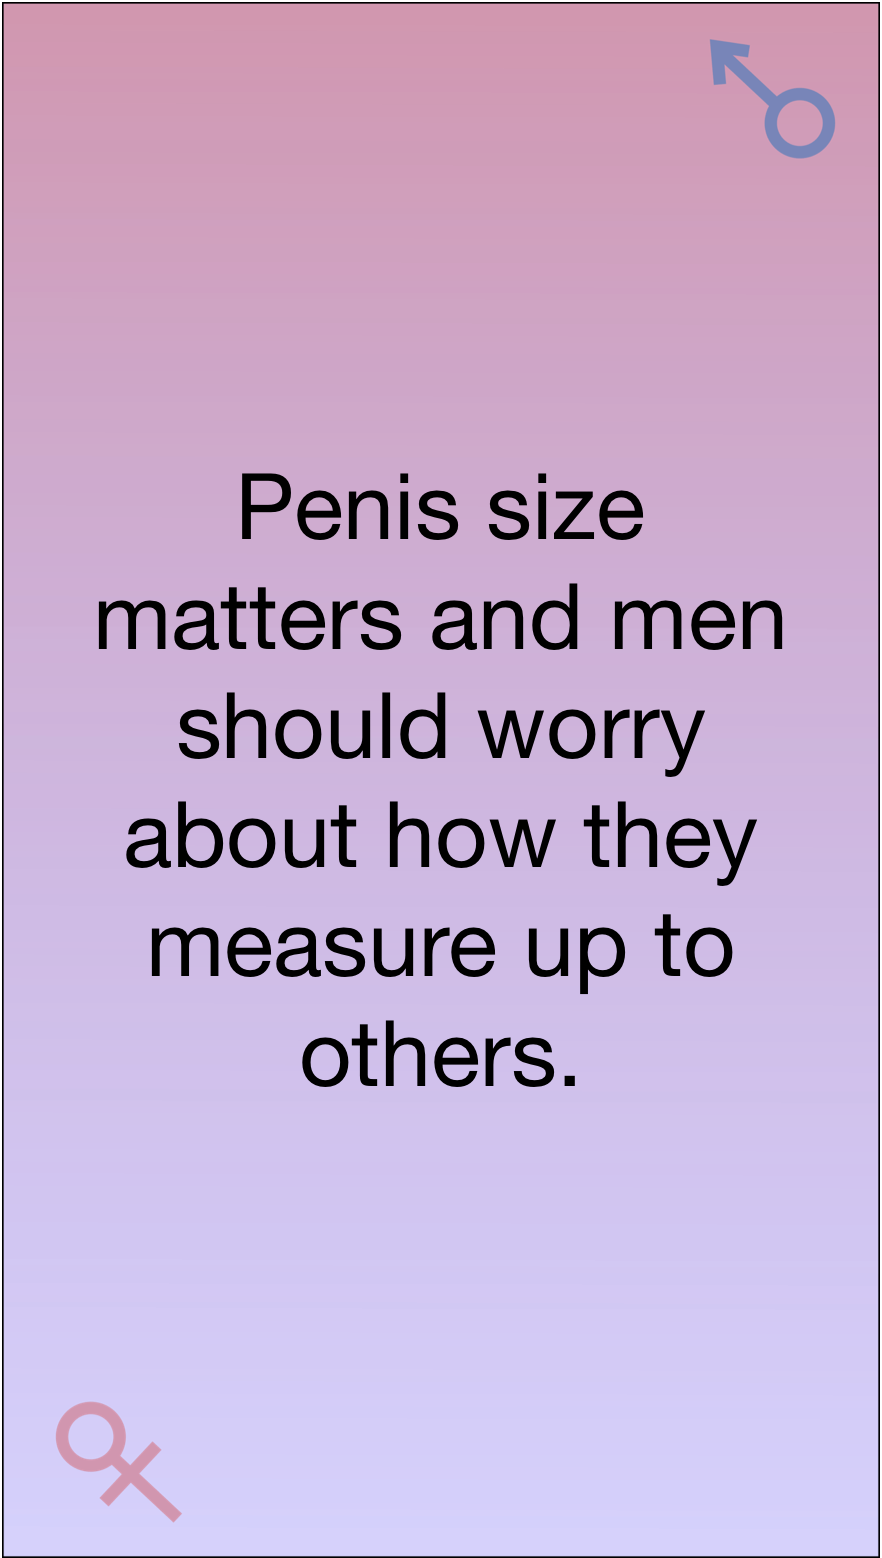 Penis size
matters and men
should worry
about how they
measure up to
others.